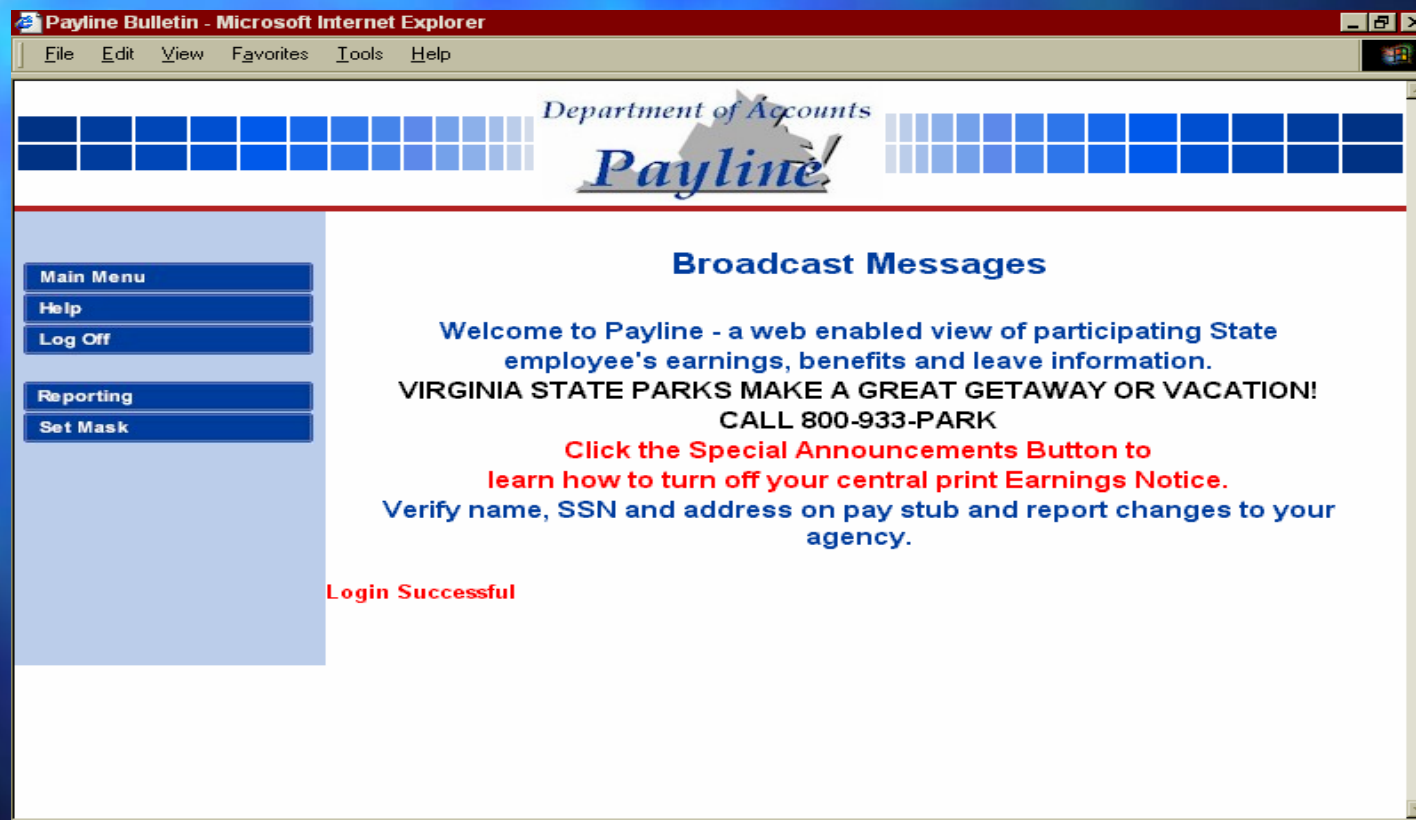 Payline Bulletin - Microsoft Internet Explorer
File Edit View Favorites Tools Help
Department of Accounts
Payline!
Main Menu
Help
Log Off
Reporting
Set Mask
Broadcast Messages
Welcome to Payline - a web enabled view of participating State
employee's earnings, benefits and leave information.
VIRGINIA STATE PARKS MAKE A GREAT GETAWAY OR VACATION!
CALL 800-933-PARK
Click the Special Announcements Button to
learn how to turn off your central print Earnings Notice.
Verify name, SSN and address on pay stub and report changes to your
agency.
Login Successful